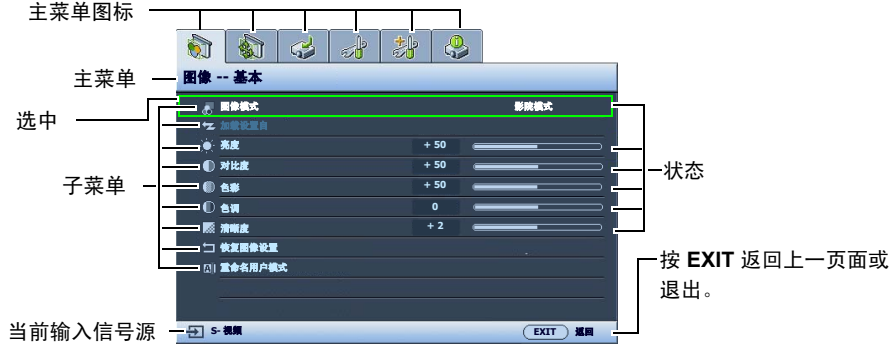 主菜单图标
主菜单
图像 -- 基本
选中
图像模式 影院模式
加载设置自
亮度 + 50
对比度 + 50
子菜单
状态
色彩 + 50
色调 0
清晰度 + 2
恢复图像设置
重命名用户模式
按 EXIT 返回上一页面或
退出。
当前输入信号源
S- 视频
EXIT 返回